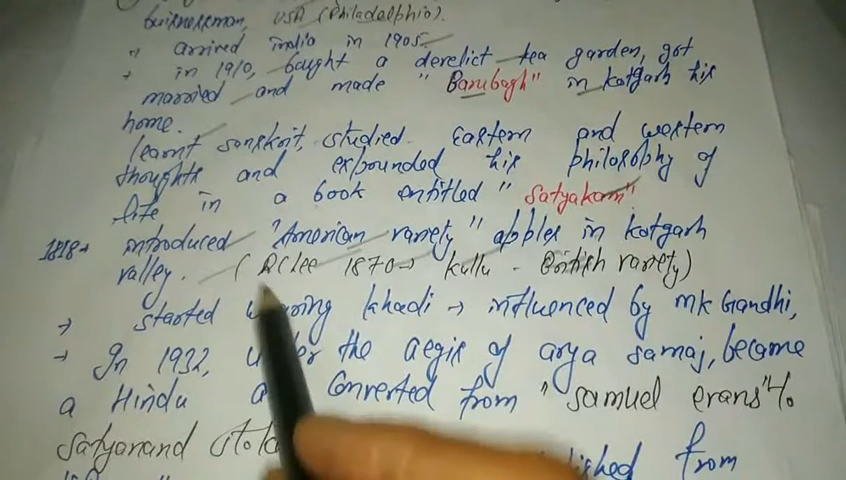 businessman, USA (Philadelphia).
" arrived india in 1905
+ in 1910, bought a derelict tea garden, got
married and made "Barubagh" in kotgarh his
home.
learnt sanskrit, studied Eastern and western
thoughts and expounded his philosophy of
life in a book entitled "Satyakam".
1818→ introduced "American variety" apples in kotgarh
valley. (RC lee 1870→ kullu - British variety)
→ started khadi → influenced by mk Gandhi,
→ In 1932, the aegis of arya samaj, became
a Hindu converted from "samuel evans" to
satyanand
from